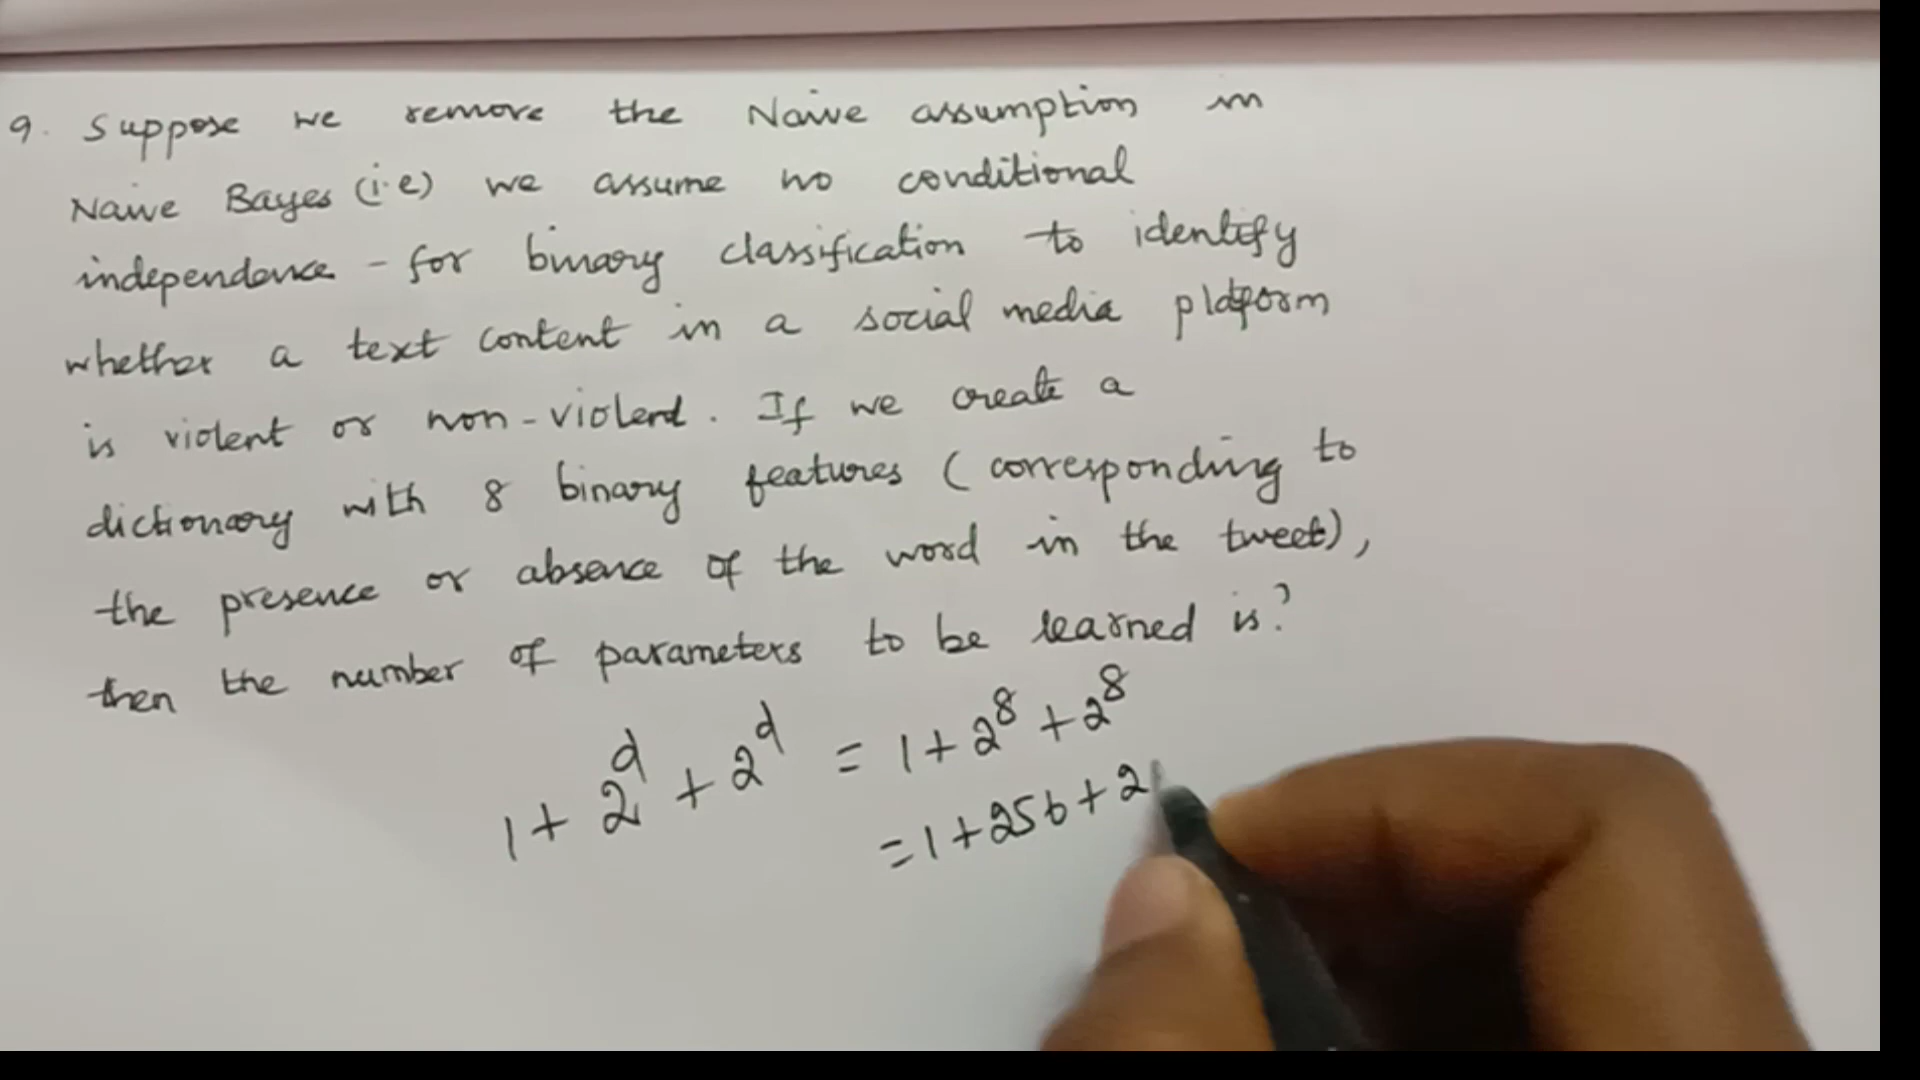 9. Suppose we remove the Naive assumption in
Naive Bayes (i.e) we assume no conditional
independence - for binary classification to identify
whether a text content in a social media platform
is violent or non-violent. If we create a
dictionary with 8 binary features (corresponding to
the presence or absence of the word in the tweet),
then the number of parameters to be learned is?
1 + 2^d + 2^d = 1 + 2^8 + 2^8
= 1 + 256 + 2